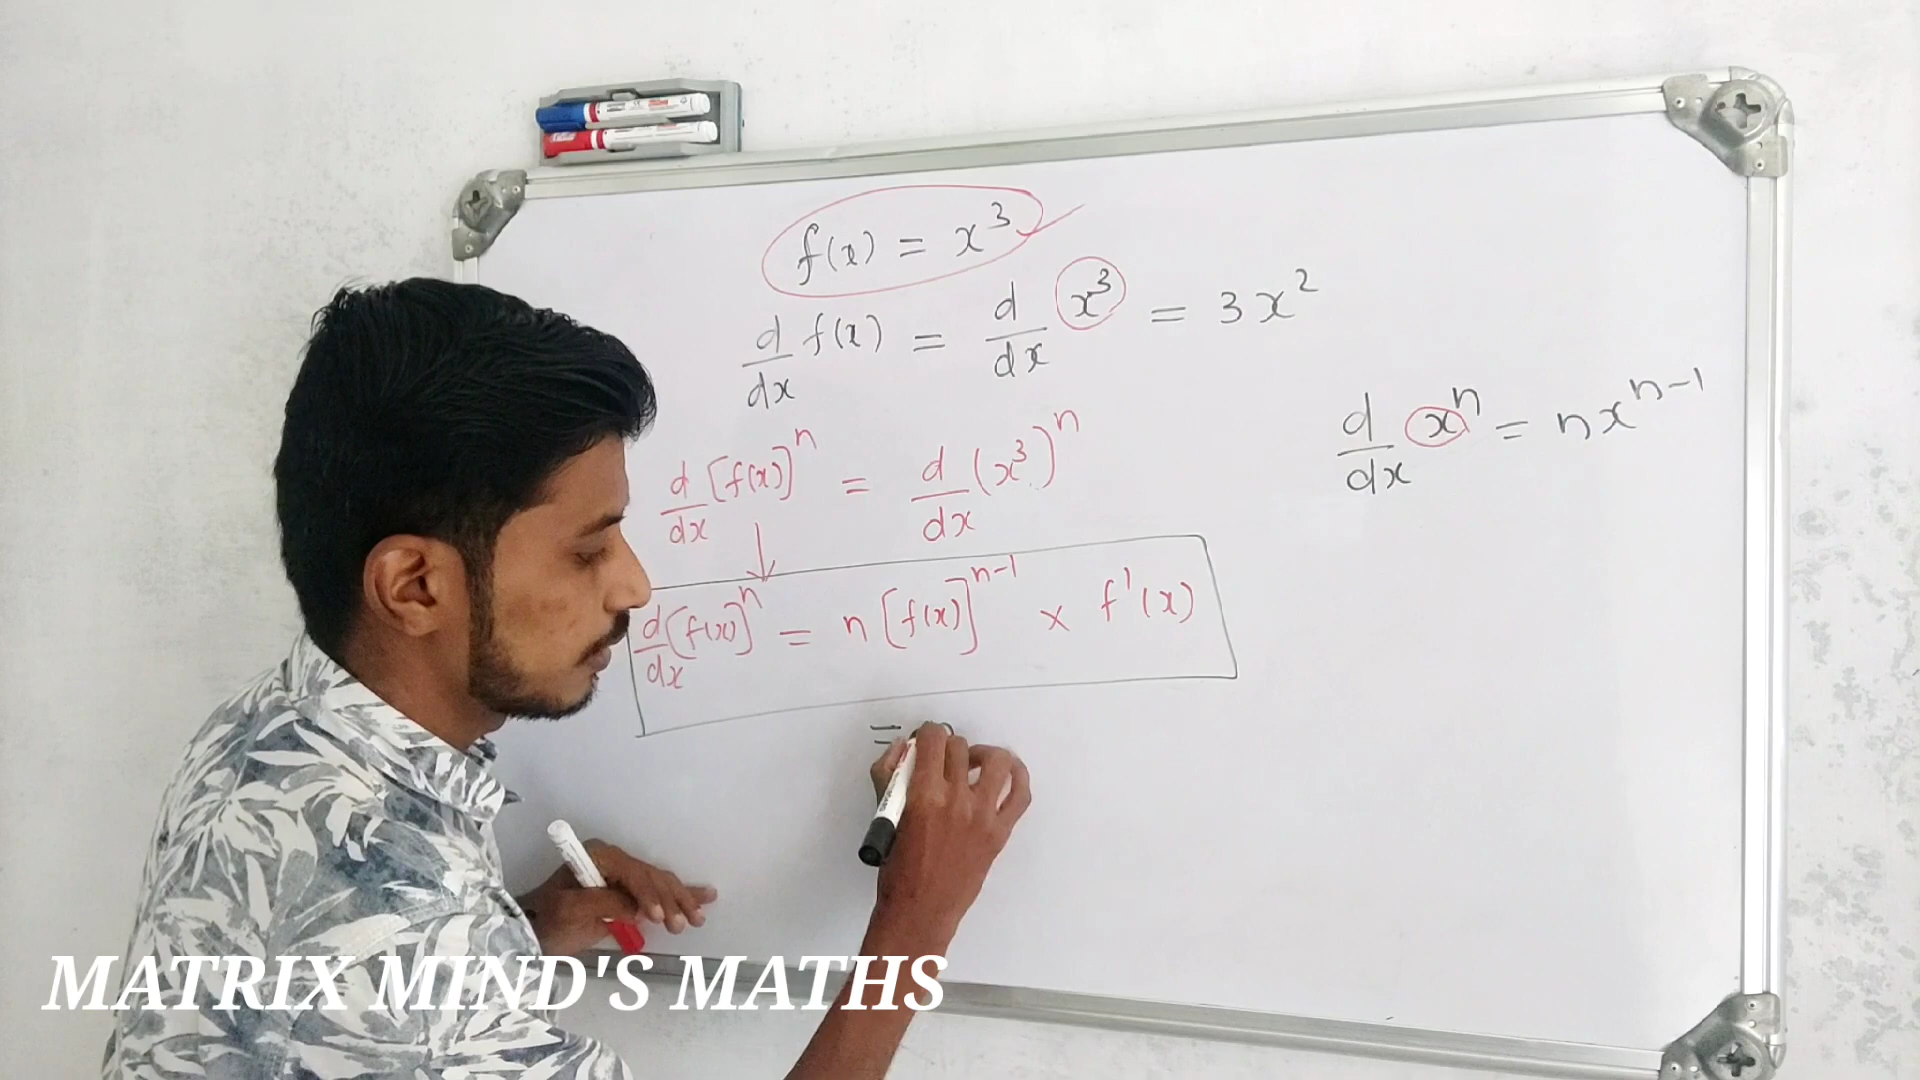 f(x) = x³
d/dx f(x) = d/dx x³ = 3x²
d/dx xⁿ = nxⁿ⁻¹
d/dx [f(x)]ⁿ = d/dx (x³)ⁿ
d/dx [f(x)]ⁿ = n [f(x)]ⁿ⁻¹ × f'(x)
=
MATRIX MIND'S MATHS